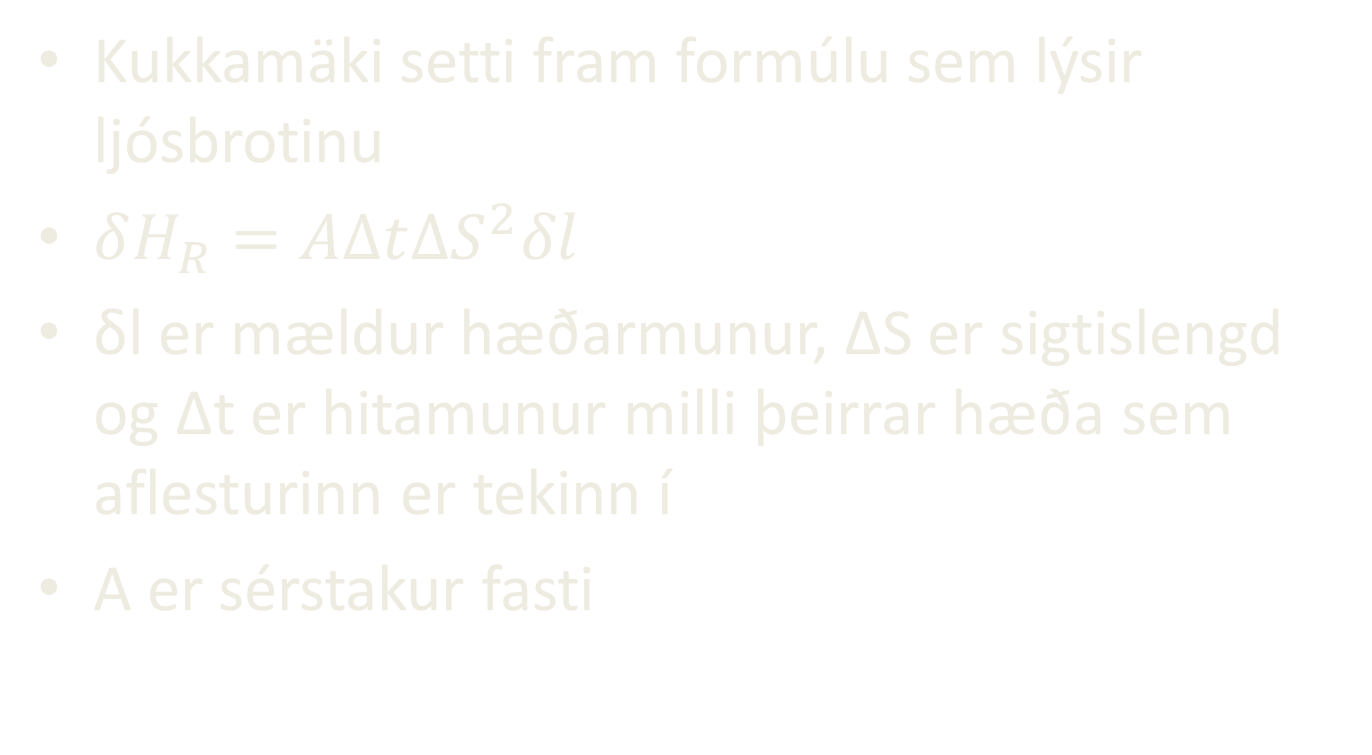 • Kukkamäki setti fram formúlu sem lýsir
ljósbrotinu
• δH_R = AΔtΔS²δl
• δl er mældur hæðarmunur, ΔS er sigtislengd
og Δt er hitamunur milli þeirrar hæða sem
aflesturinn er tekinn í
• A er sérstakur fasti